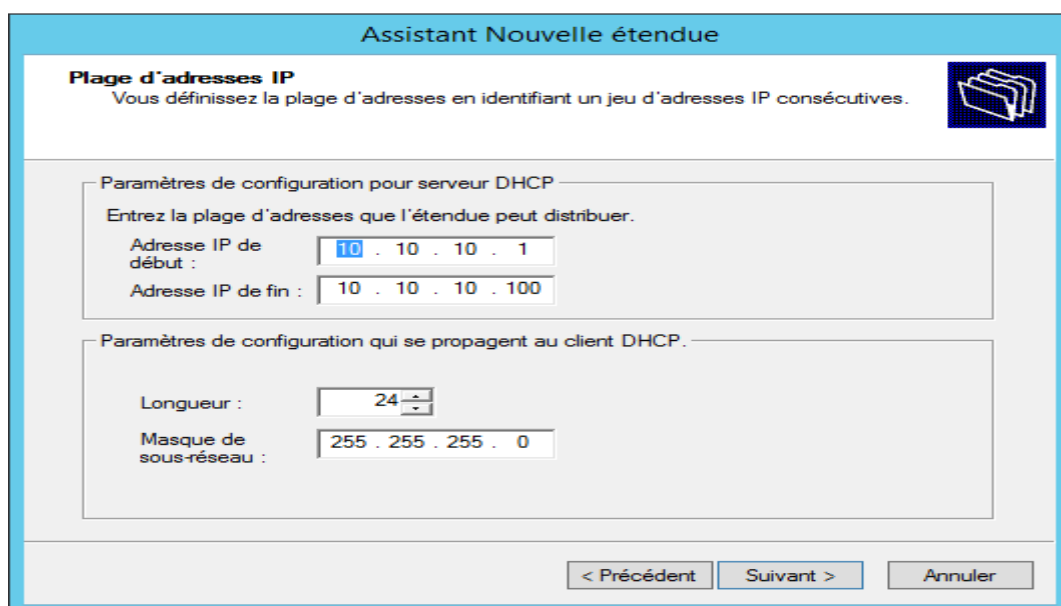 Assistant Nouvelle étendue
Plage d'adresses IP
Vous définissez la plage d'adresses en identifiant un jeu d'adresses IP consécutives.
Paramètres de configuration pour serveur DHCP
Entrez la plage d'adresses que l'étendue peut distribuer.
Adresse IP de
début :
10 . 10 . 10 . 1
Adresse IP de fin : 10 . 10 . 10 . 100
Paramètres de configuration qui se propagent au client DHCP.
Longueur : 24
Masque de
sous-réseau :
255 . 255 . 255 . 0
< Précédent Suivant > Annuler